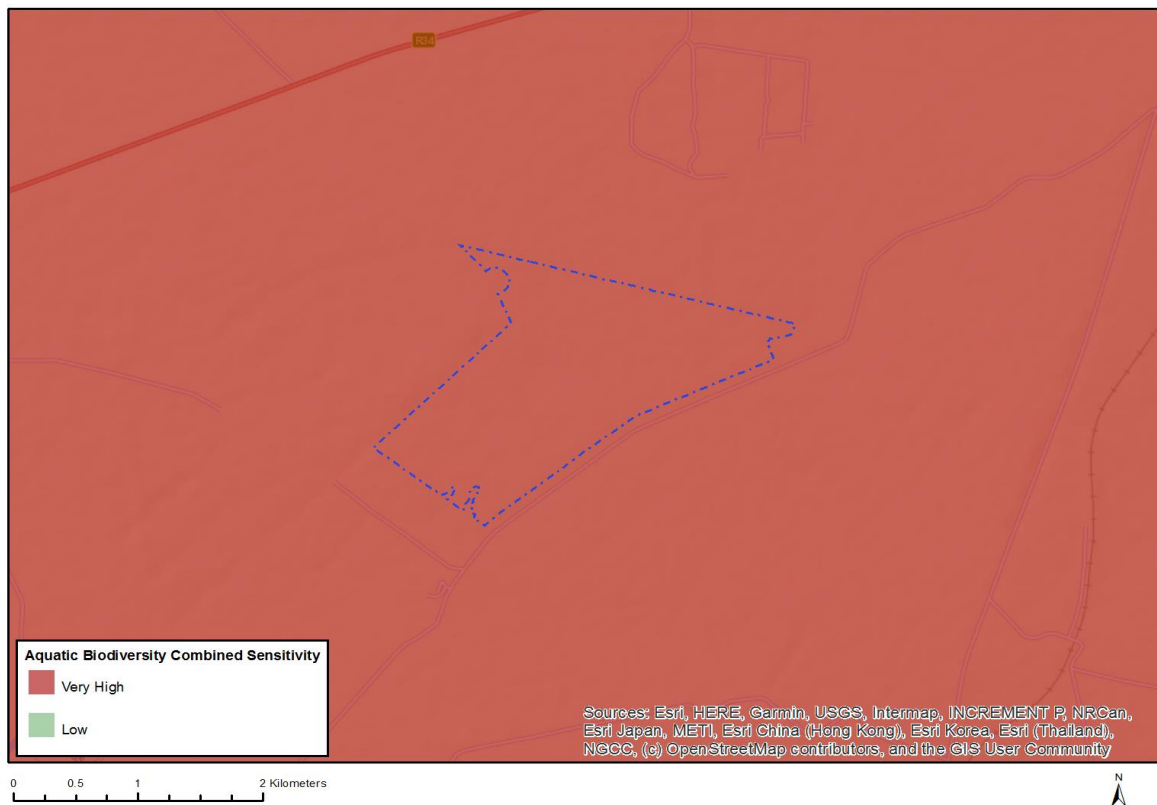 R34
Aquatic Biodiversity Combined Sensitivity
Very High
Low
Sources: Esri, HERE, Garmin, USGS, Intermap, INCREMENT P, NRCan,
Esri Japan, METI, Esri China (Hong Kong), Esri Korea, Esri (Thailand),
NGCC, (c) OpenStreetMap contributors, and the GIS User Community
0 0.5 1 2 Kilometers
N